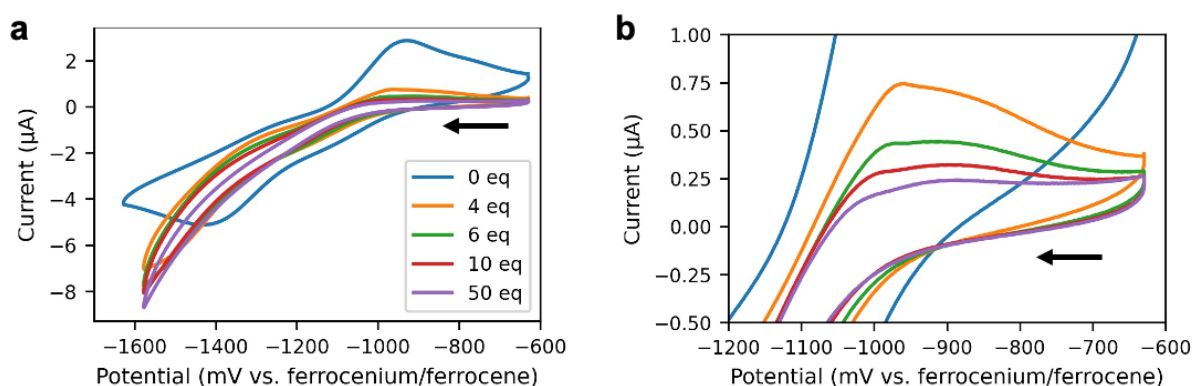 a
2
0
−2
−4
−6
−8
Current (µA)
−1600
−1400
−1200
−1000
−800
−600
Potential (mV vs. ferrocenium/ferrocene)
0 eq
4 eq
6 eq
10 eq
50 eq
b
1.00
0.75
0.50
0.25
0.00
−0.25
−0.50
Current (µA)
−1200
−1100
−1000
−900
−800
−700
−600
Potential (mV vs. ferrocenium/ferrocene)